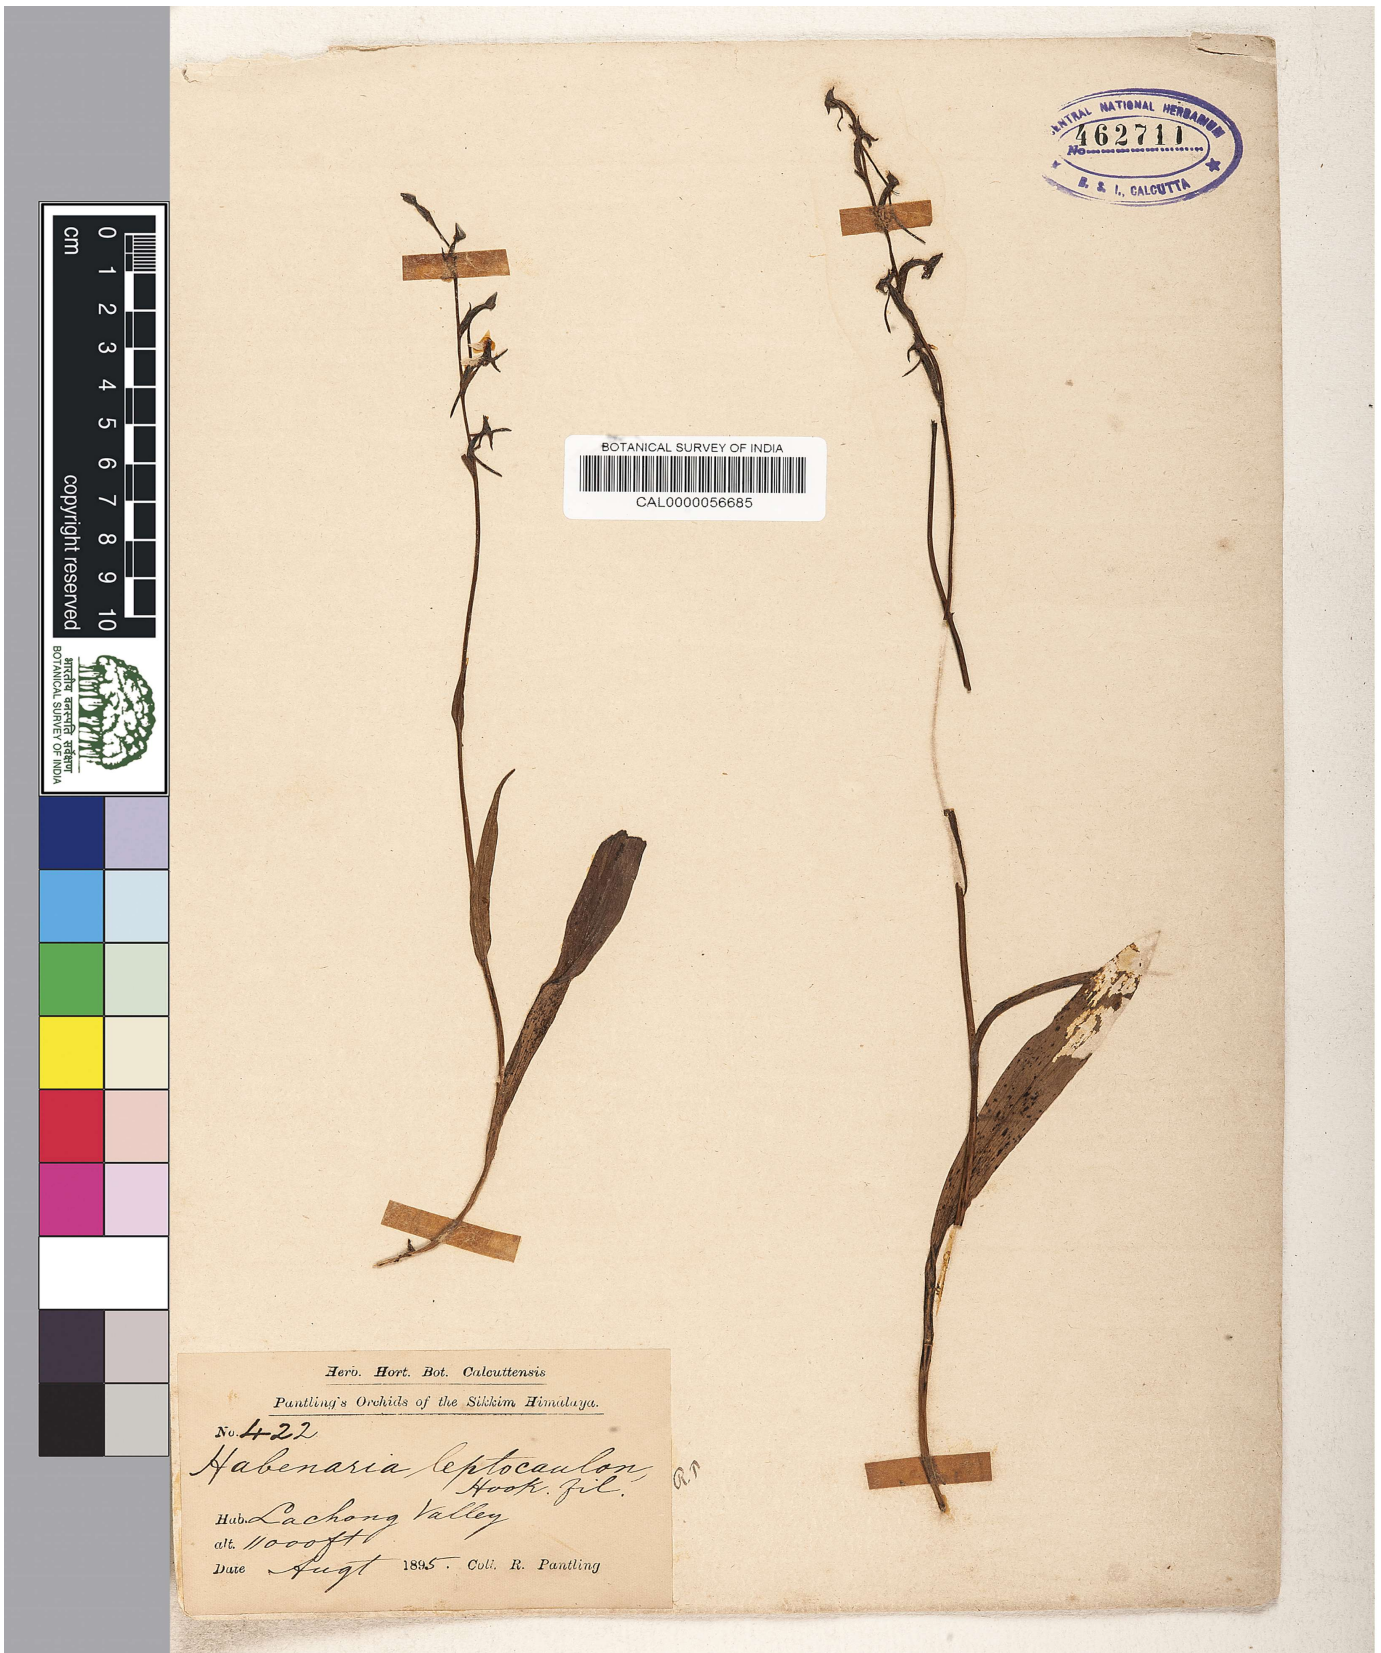 CENTRAL NATIONAL HERBARIUM
No 462711
B. S. I., CALCUTTA
BOTANICAL SURVEY OF INDIA
CAL0000056685
cm
0 1 2 3 4 5 6 7 8 9 10
copyright reserved
भारतीय वनस्पति सर्वेक्षण
BOTANICAL SURVEY OF INDIA
Herb. Hort. Bot. Calcuttensis
Pantling's Orchids of the Sikkim Himalaya.
No. 422
Habenaria leptocaulon,
Hook. fil.
Hab. Lachong Valley
alt. 11000ft
Date Augt 1895. Coll. R. Pantling